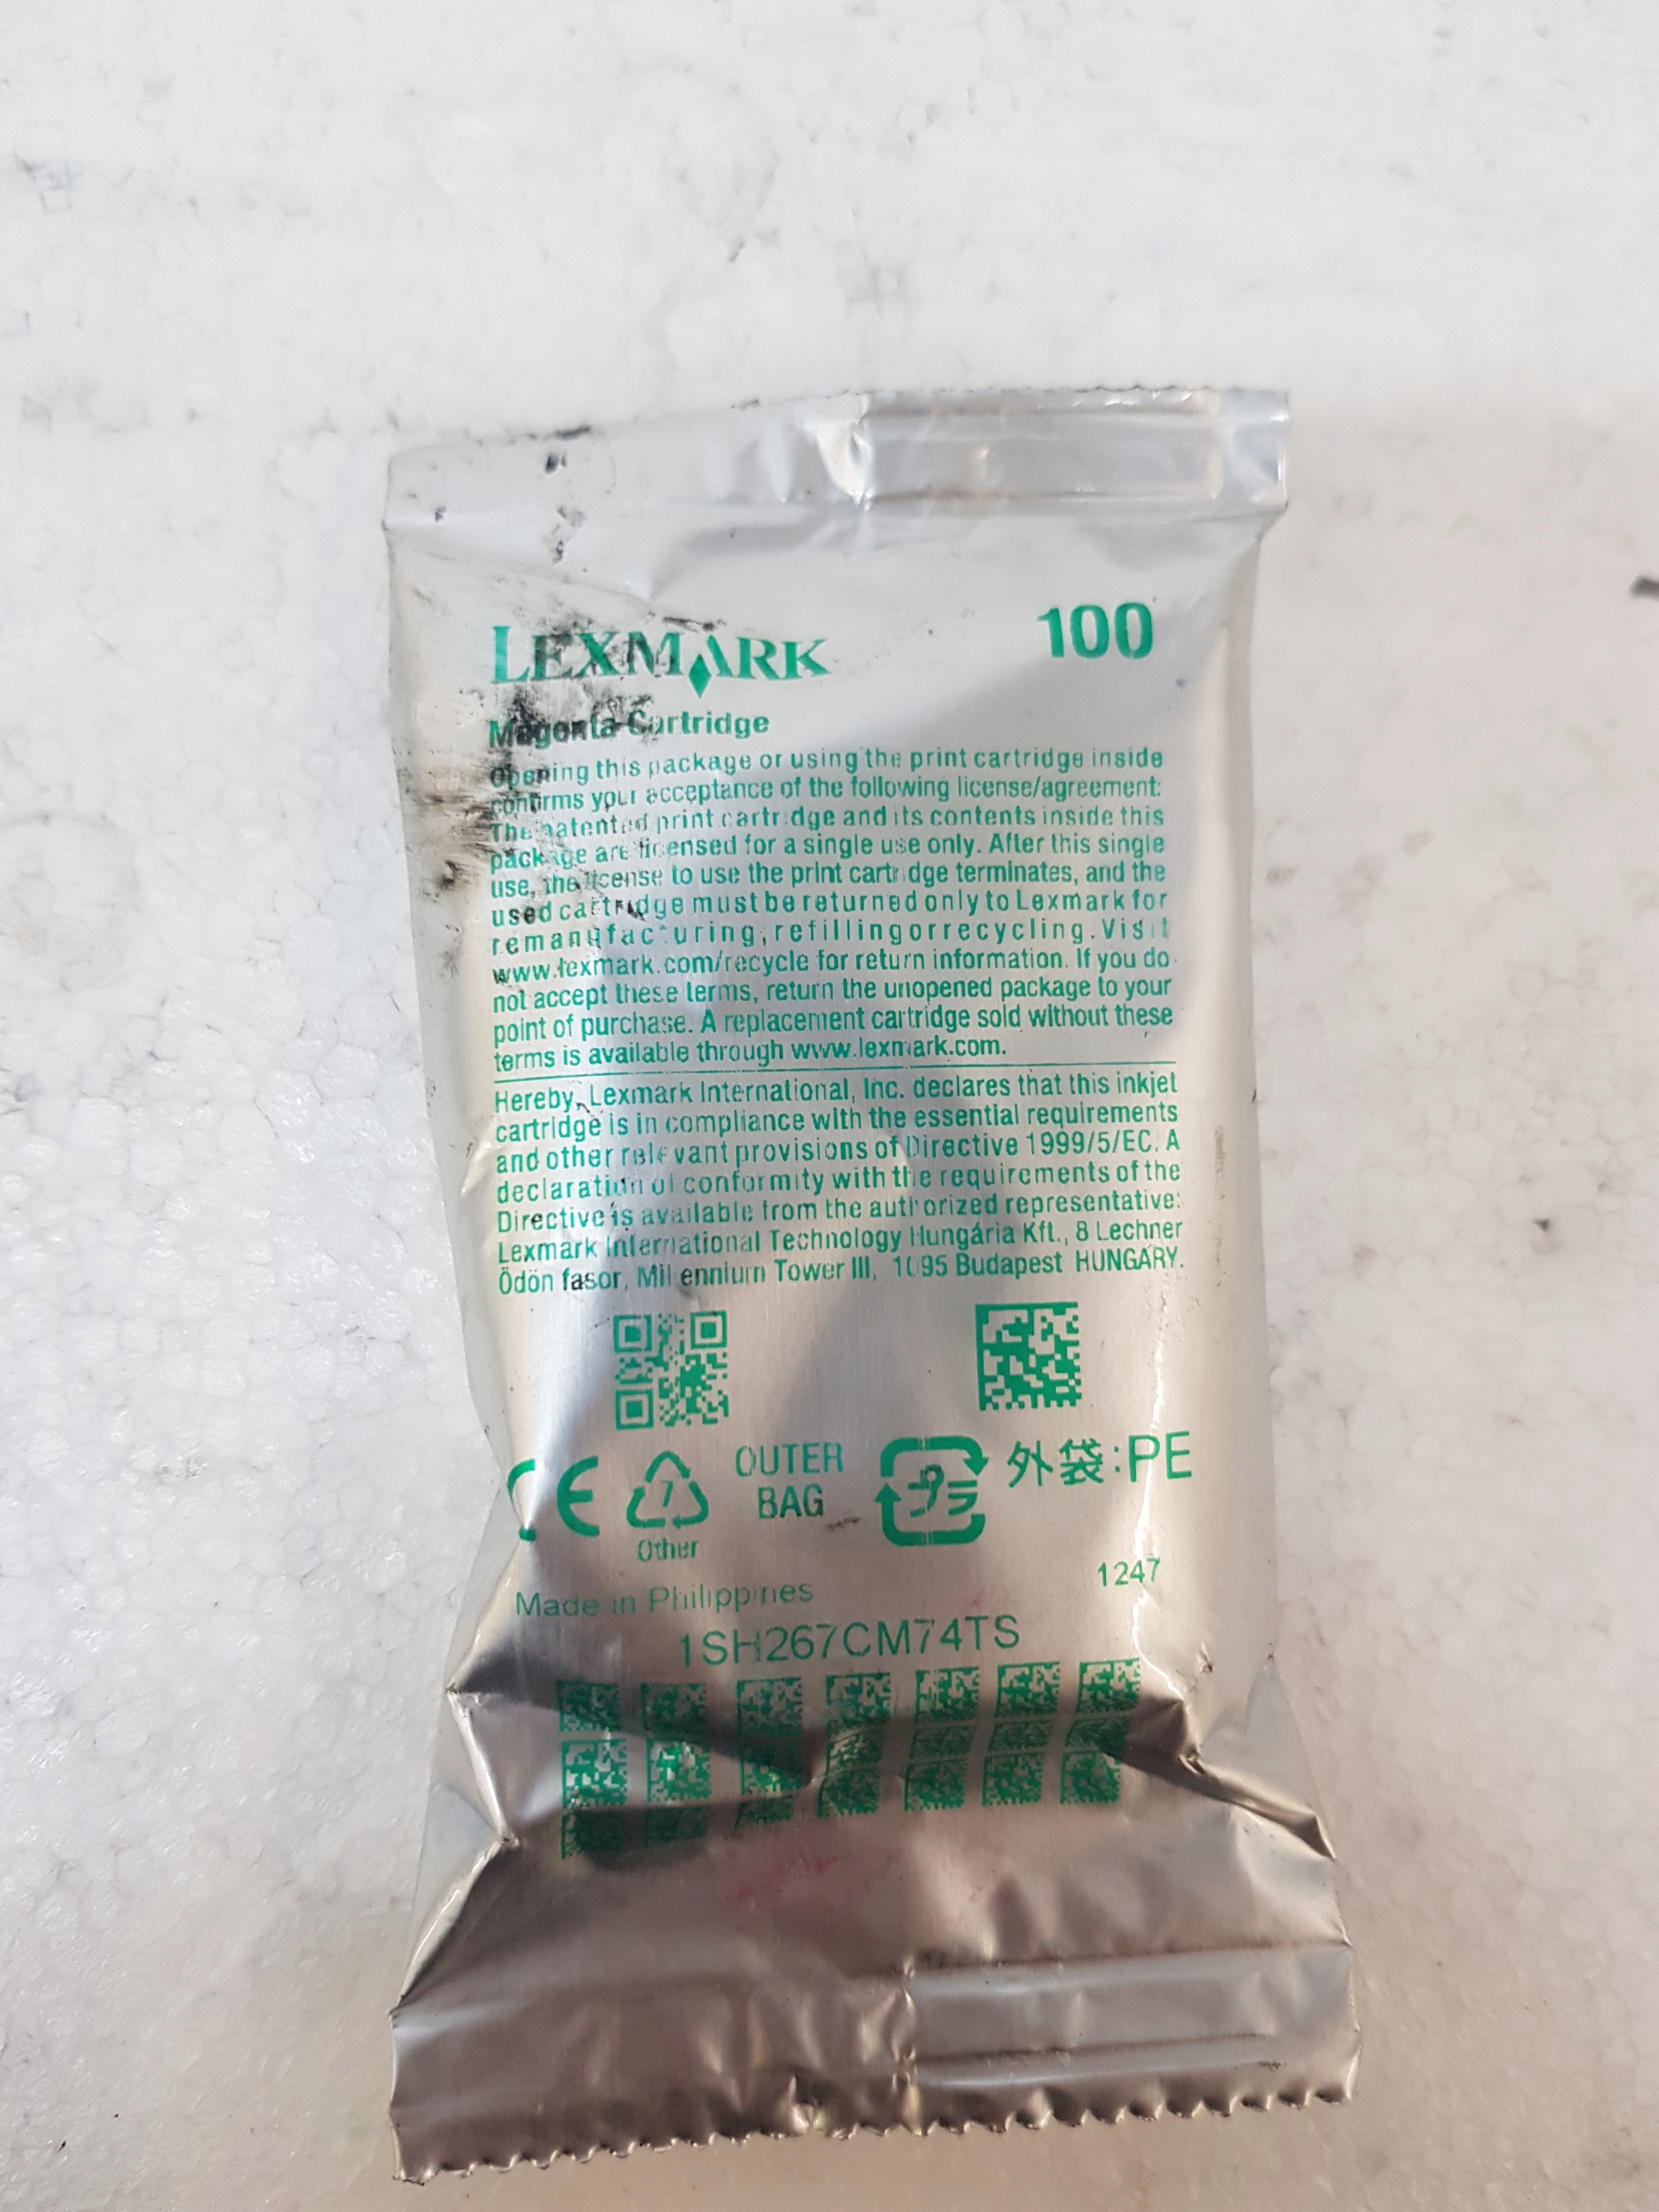 LEXMARK 100
Magenta Cartridge
Opening this package or using the print cartridge inside
confirms your acceptance of the following license/agreement:
The patented print cartridge and its contents inside this
package are licensed for a single use only. After this single
use, the license to use the print cartridge terminates, and the
used cartridge must be returned only to Lexmark for
remanufacturing, refilling or recycling. Visit
www.lexmark.com/recycle for return information. If you do
not accept these terms, return the unopened package to your
point of purchase. A replacement cartridge sold without these
terms is available through www.lexmark.com.
Hereby, Lexmark International, Inc. declares that this inkjet
cartridge is in compliance with the essential requirements
and other relevant provisions of Directive 1999/5/EC. A
declaration of conformity with the requirements of the
Directive is available from the authorized representative:
Lexmark International Technology Hungária Kft., 8 Lechner
Ödön fasor, Millennium Tower III, 1095 Budapest HUNGARY.
CE 7 OUTER プラ 外袋:PE
BAG
Other
1247
Made in Philippines
1SH267CM74TS